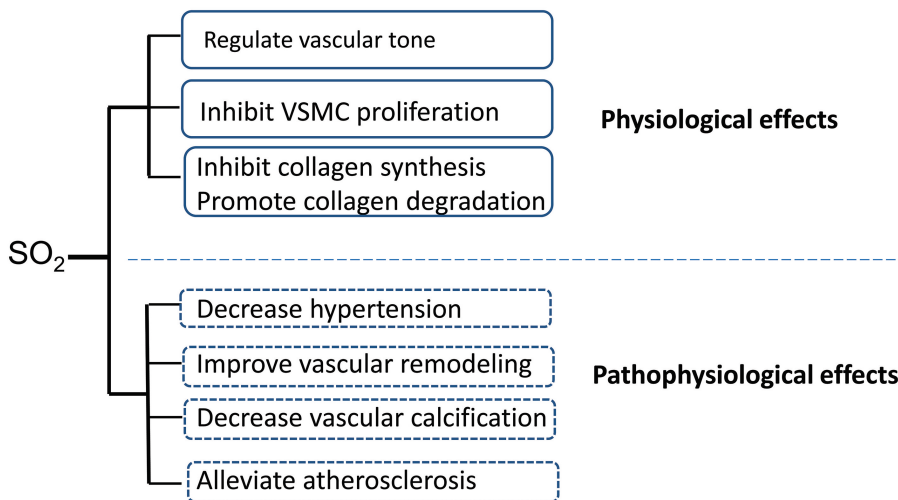 Regulate vascular tone
Inhibit VSMC proliferation
Physiological effects
Inhibit collagen synthesis
Promote collagen degradation
SO₂
Decrease hypertension
Improve vascular remodeling
Pathophysiological effects
Decrease vascular calcification
Alleviate atherosclerosis